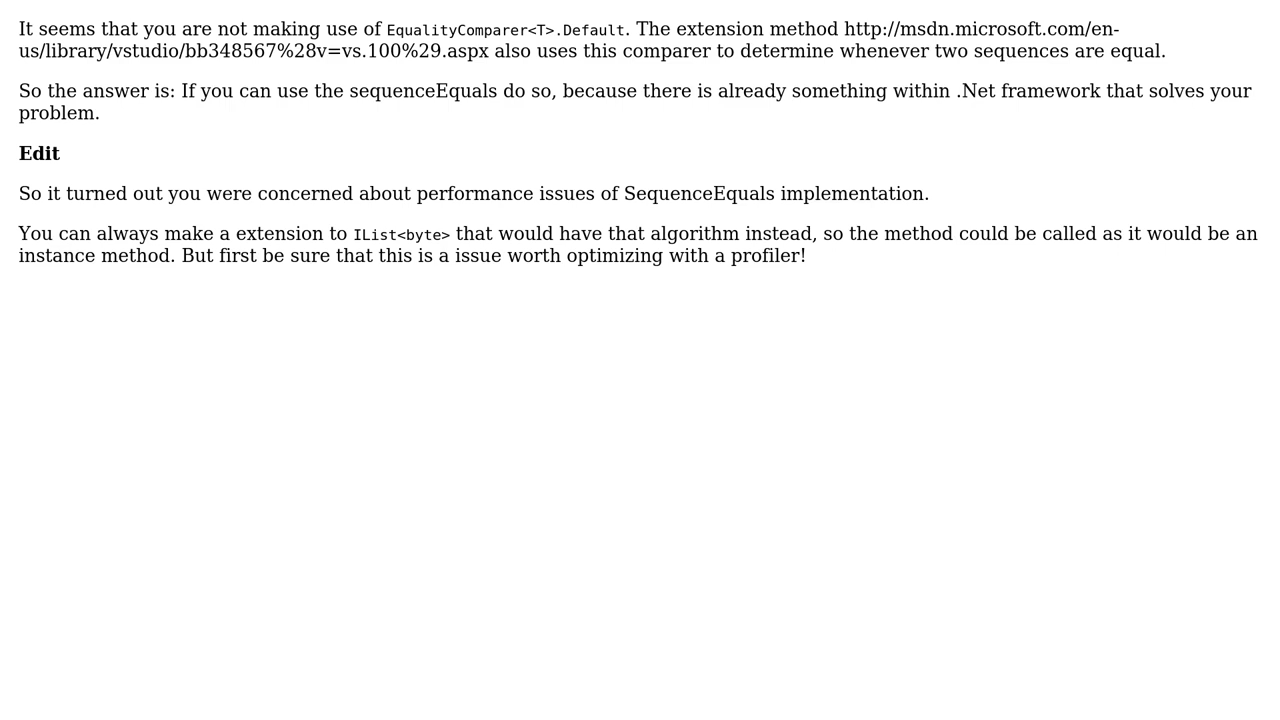 It seems that you are not making use of EqualityComparer<T>.Default. The extension method http://msdn.microsoft.com/en-
us/library/vstudio/bb348567%28v=vs.100%29.aspx also uses this comparer to determine whenever two sequences are equal.
So the answer is: If you can use the sequenceEquals do so, because there is already something within .Net framework that solves your
problem.
Edit
So it turned out you were concerned about performance issues of SequenceEquals implementation.
You can always make a extension to IList<byte> that would have that algorithm instead, so the method could be called as it would be an
instance method. But first be sure that this is a issue worth optimizing with a profiler!